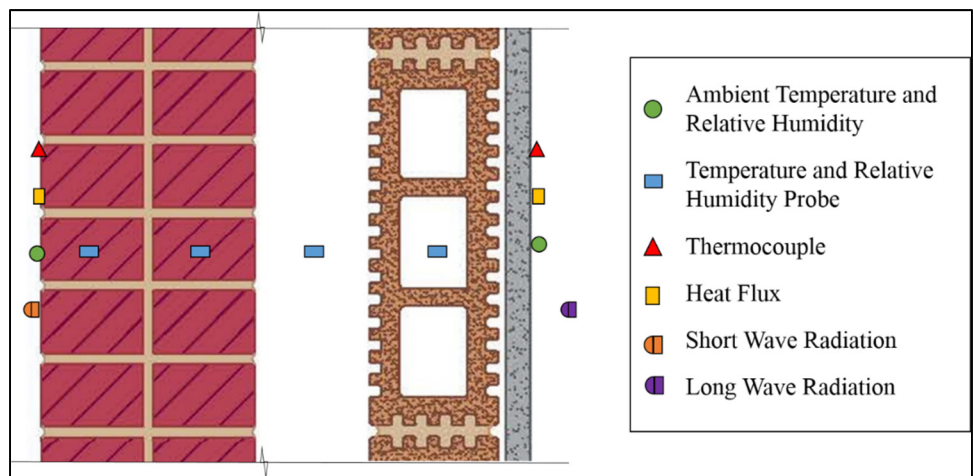 Ambient Temperature and
Relative Humidity
Temperature and Relative
Humidity Probe
Thermocouple
Heat Flux
Short Wave Radiation
Long Wave Radiation